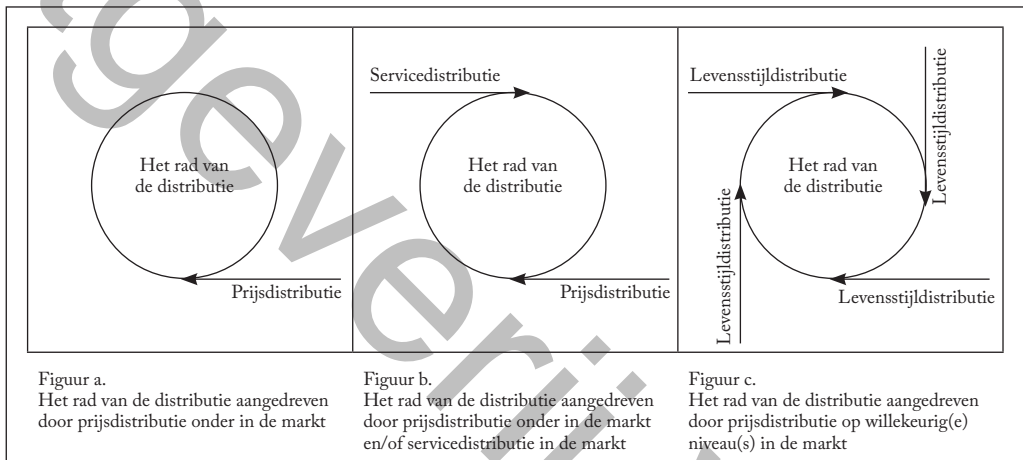 Het rad van
de distributie
Prijsdistributie
Figuur a.
Het rad van de distributie aangedreven
door prijsdistributie onder in de markt
Servicedistributie
Het rad van
de distributie
Prijsdistributie
Figuur b.
Het rad van de distributie aangedreven
door prijsdistributie onder in de markt
en/of servicedistributie in de markt
Levensstijldistributie
Levensstijldistributie
Het rad van
de distributie
Levensstijldistributie
Levensstijldistributie
Figuur c.
Het rad van de distributie aangedreven
door prijsdistributie op willekeurig(e)
niveau(s) in de markt
geverij